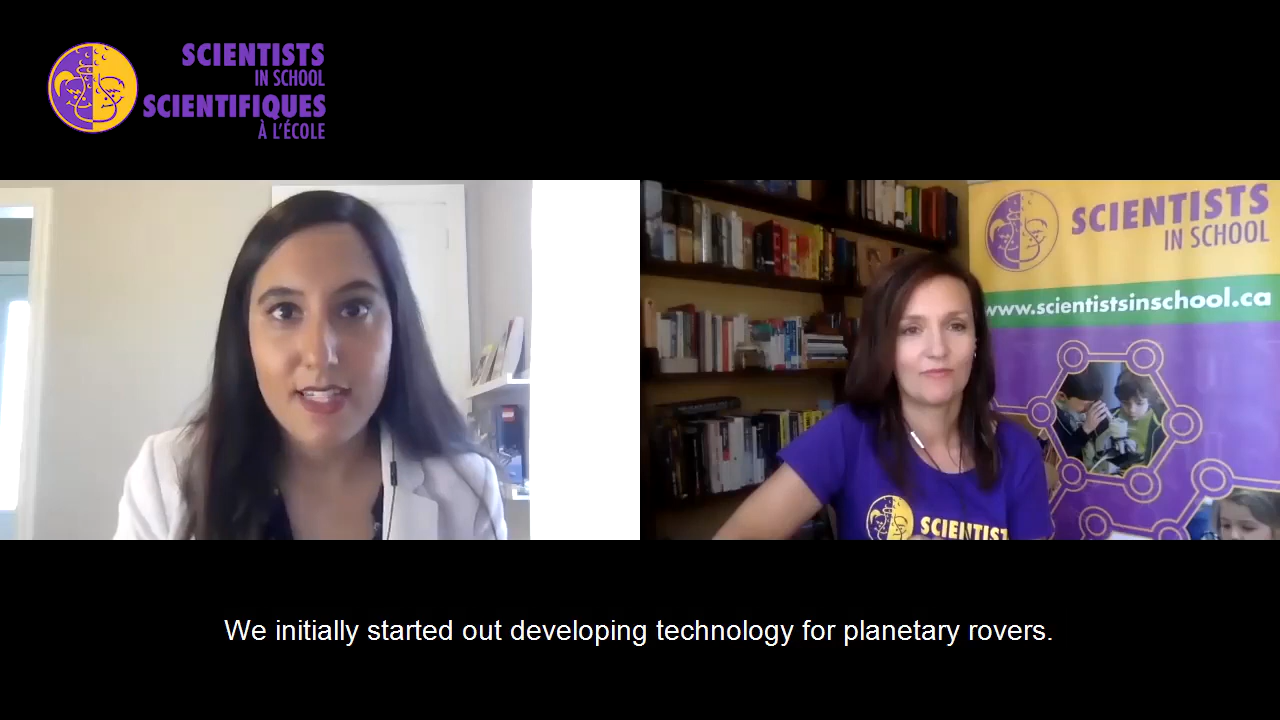 SCIENTISTS
IN SCHOOL
SCIENTIFIQUES
À L'ÉCOLE
SCIENTISTS
IN SCHOOL
www.scientistsinschool.ca
SCIENTIST
We initially started out developing technology for planetary rovers.